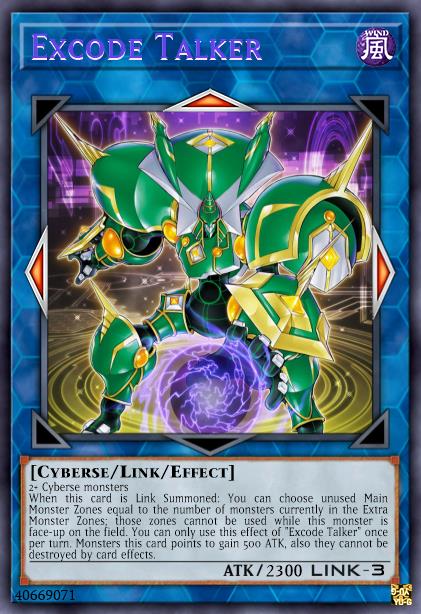 Excode Talker
WIND
風
[Cyberse/Link/Effect]
2+ Cyberse monsters
When this card is Link Summoned: You can choose unused Main
Monster Zones equal to the number of monsters currently in the Extra
Monster Zones; those zones cannot be used while this monster is
face-up on the field. You can only use this effect of "Excode Talker" once
per turn. Monsters this card points to gain 500 ATK, also they cannot be
destroyed by card effects.
ATK/2300 LINK-3
40669071